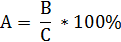 A = B/C * 100%